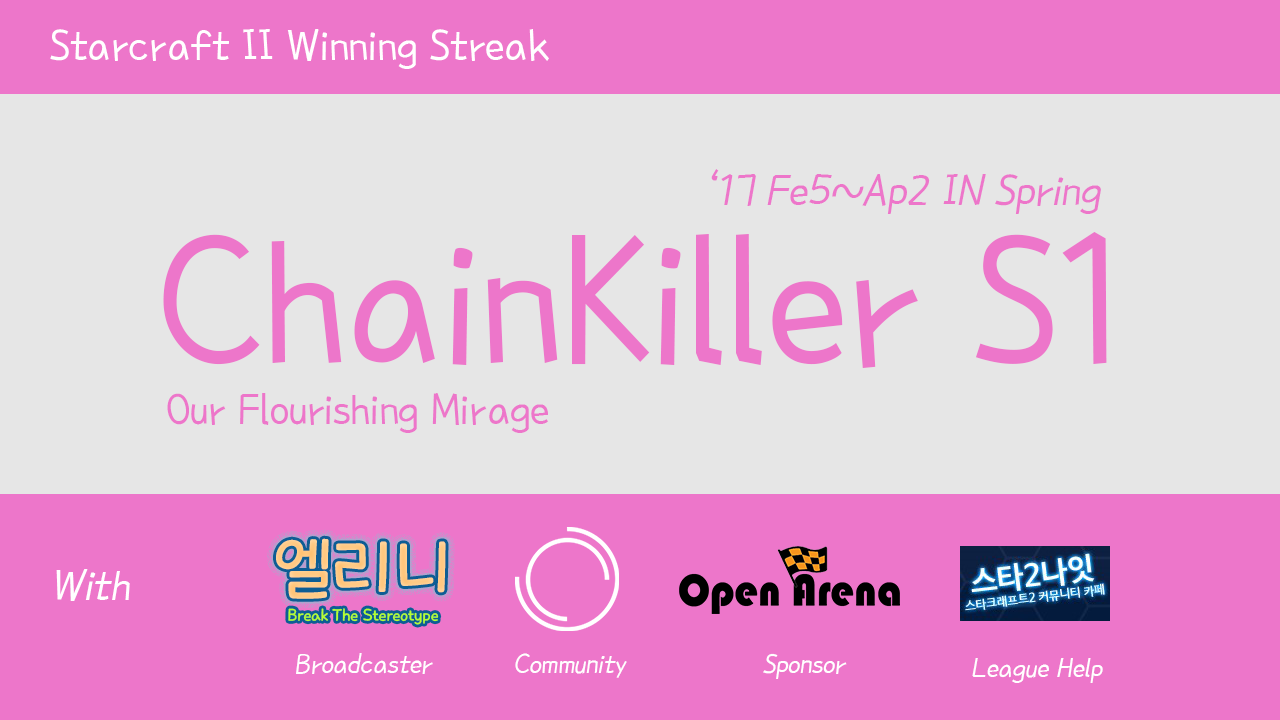 Starcraft II Winning Streak
‘17 Fe5~Ap2 IN Spring
ChainKiller S1
Our Flourishing Mirage
With
엘리니
Break The Stereotype
Broadcaster
Community
Open Arena
Sponsor
스타2나잇
스타크래프트2 커뮤니티 카페
League Help